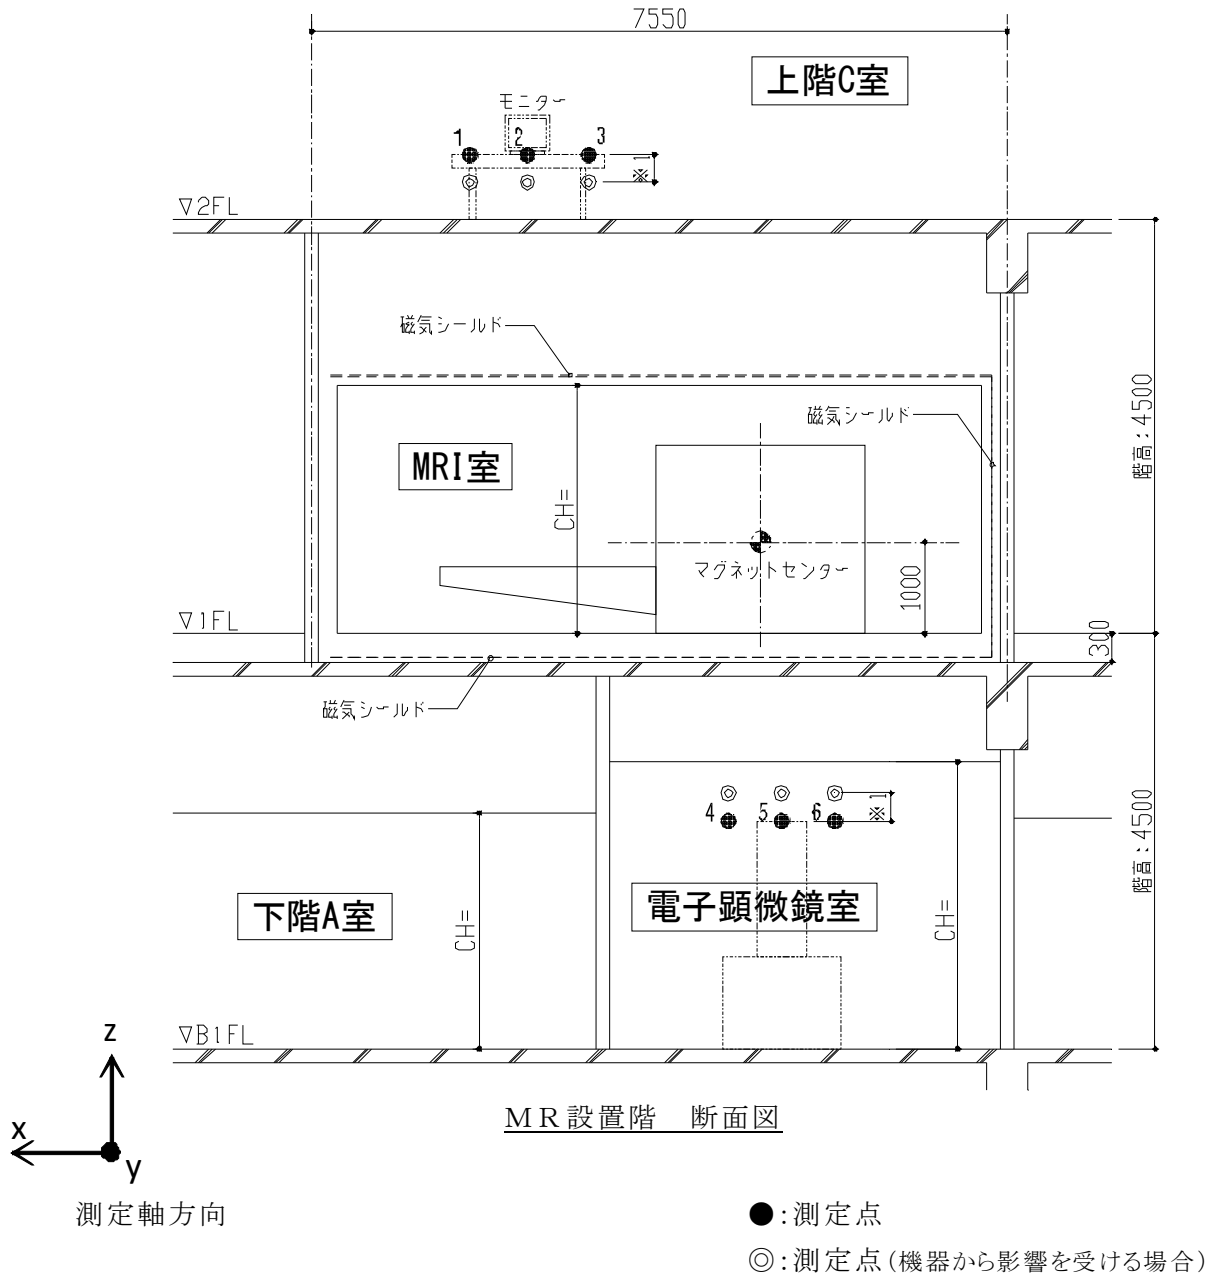 7550
上階C室
モニター
1 2 3
※1
▽2FL
磁気シールド
磁気シールド
MRI室
CH=
階高:4500
マグネットセンター
1000
▽1FL
300
磁気シールド
4 5 6
※1
階高:4500
下階A室
電子顕微鏡室
CH=
CH=
▽B1FL
z
x
y
MR設置階 断面図
測定軸方向
●:測定点
◎:測定点(機器から影響を受ける場合)